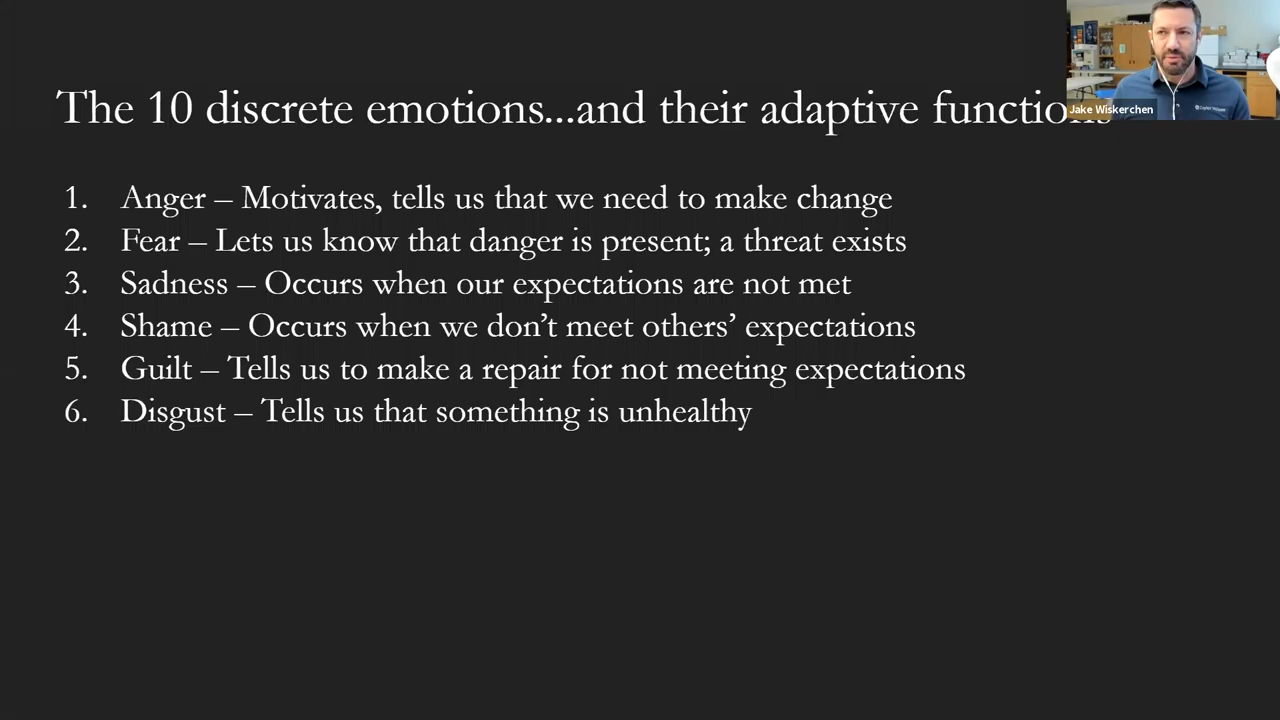 The 10 discrete emotions...and their adaptive functions
Jake Wiskerchen
1. Anger – Motivates, tells us that we need to make change
2. Fear – Lets us know that danger is present; a threat exists
3. Sadness – Occurs when our expectations are not met
4. Shame – Occurs when we don’t meet others’ expectations
5. Guilt – Tells us to make a repair for not meeting expectations
6. Disgust – Tells us that something is unhealthy